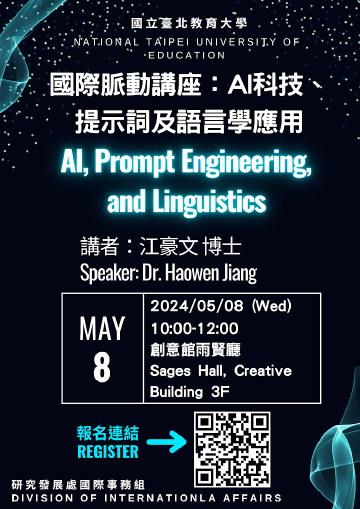 國立臺北教育大學
NATIONAL TAIPEI UNIVERSITY OF
EDUCATION
國際脈動講座：AI科技、
提示詞及語言學應用
AI, Prompt Engineering,
and Linguistics
講者：江豪文 博士
Speaker: Dr. Haowen Jiang
MAY
8
2024/05/08 (Wed)
10:00-12:00
創意館雨賢廳
Sages Hall, Creative
Building 3F
報名連結
REGISTER
研究發展處國際事務組
DIVISION OF INTERNATIONLA AFFAIRS